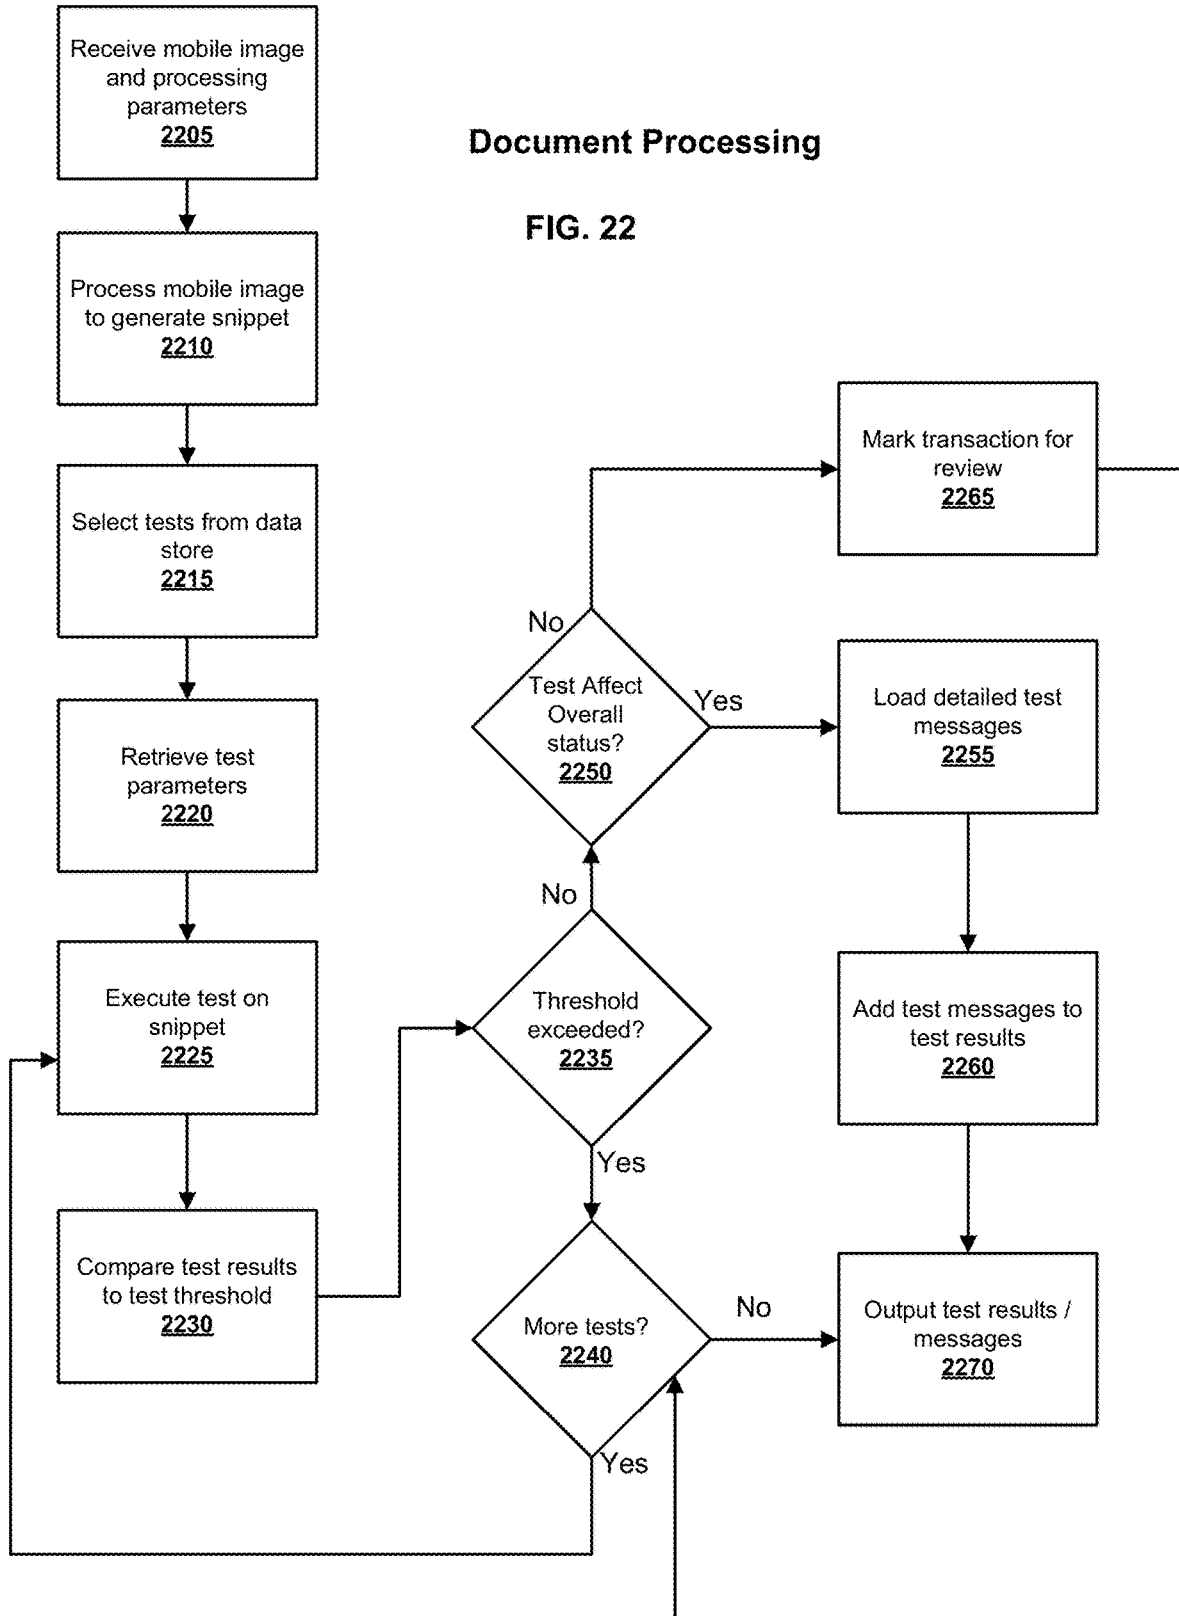 Receive mobile image
and processing
parameters
2205
Document Processing
FIG. 22
Process mobile image
to generate snippet
2210
Select tests from data
store
2215
Retrieve test
parameters
2220
Execute test on
snippet
2225
Compare test results
to test threshold
2230
Threshold
exceeded?
2235
No
Yes
Test Affect
Overall
status?
2250
No
Yes
Mark transaction for
review
2265
Load detailed test
messages
2255
Add test messages to
test results
2260
More tests?
2240
No
Yes
Output test results /
messages
2270